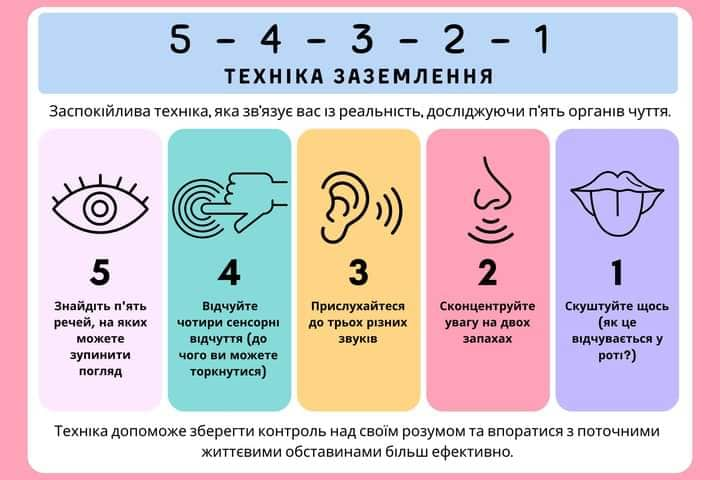 5 – 4 – 3 – 2 – 1
ТЕХНІКА ЗАЗЕМЛЕННЯ
Заспокійлива техніка, яка зв'язує вас із реальність, досліджуючи п'ять органів чуття.
5
Знайдіть п'ять
речей, на яких
можете
зупинити
погляд
4
Відчуйте
чотири сенсорні
відчуття (до
чого ви можете
торкнутися)
3
Прислухайтеся
до трьох різних
звуків
2
Сконцентруйте
увагу на двох
запахах
1
Скуштуйте щось
(як це
відчувається у
роті?)
Техніка допоможе зберегти контроль над своїм розумом та впоратися з поточними
життєвими обставинами більш ефективно.